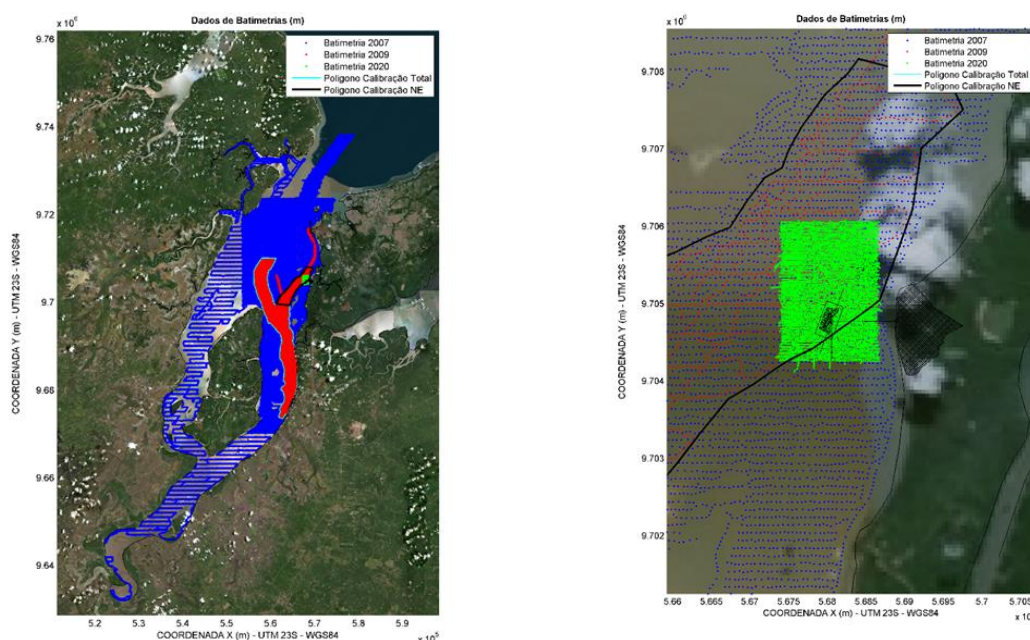 Dados de Batimetrias (m)
x 10⁶
9.76
9.74
9.72
9.7
9.68
9.66
9.64
5.2
5.3
5.4
5.5
5.6
5.7
5.8
5.9
x 10⁵
COORDENADA X (m) - UTM 23S - WGS84
COORDENADA Y (m) - UTM 23S - WGS84
Batimetria 2007
Batimetria 2009
Batimetria 2020
Poligono Calibração Total
Poligono Calibração NE
Dados de Batimetrias (m)
x 10⁶
9.708
9.707
9.706
9.705
9.704
9.703
9.702
5.66
5.665
5.67
5.675
5.68
5.685
5.69
5.695
5.7
5.705
COORDENADA X (m) - UTM 23S - WGS84
COORDENADA Y (m) - UTM 23S - WGS84
Batimetria 2007
Batimetria 2009
Batimetria 2020
Poligono Calibração Total
Poligono Calibração NE